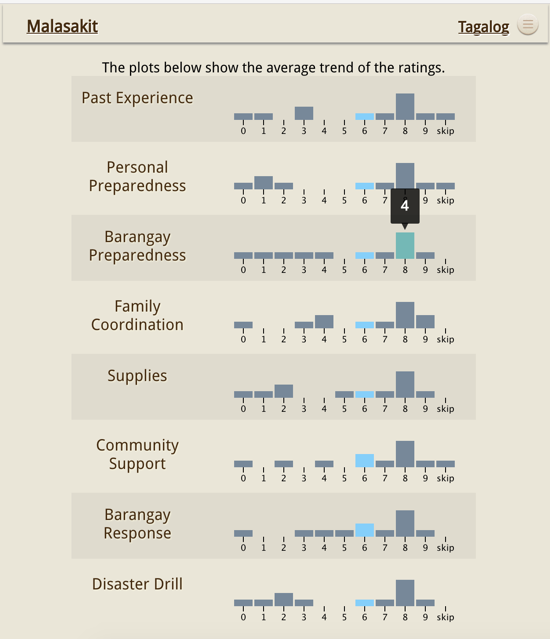 Malasakit
Tagalog
The plots below show the average trend of the ratings.
Past Experience
0 1 2 3 4 5 6 7 8 9 skip
Personal
Preparedness
0 1 2 3 4 5 6 7 8 9 skip
4
Barangay
Preparedness
0 1 2 3 4 5 6 7 8 9 skip
Family
Coordination
0 1 2 3 4 5 6 7 8 9 skip
Supplies
0 1 2 3 4 5 6 7 8 9 skip
Community
Support
0 1 2 3 4 5 6 7 8 9 skip
Barangay
Response
0 1 2 3 4 5 6 7 8 9 skip
Disaster Drill
0 1 2 3 4 5 6 7 8 9 skip